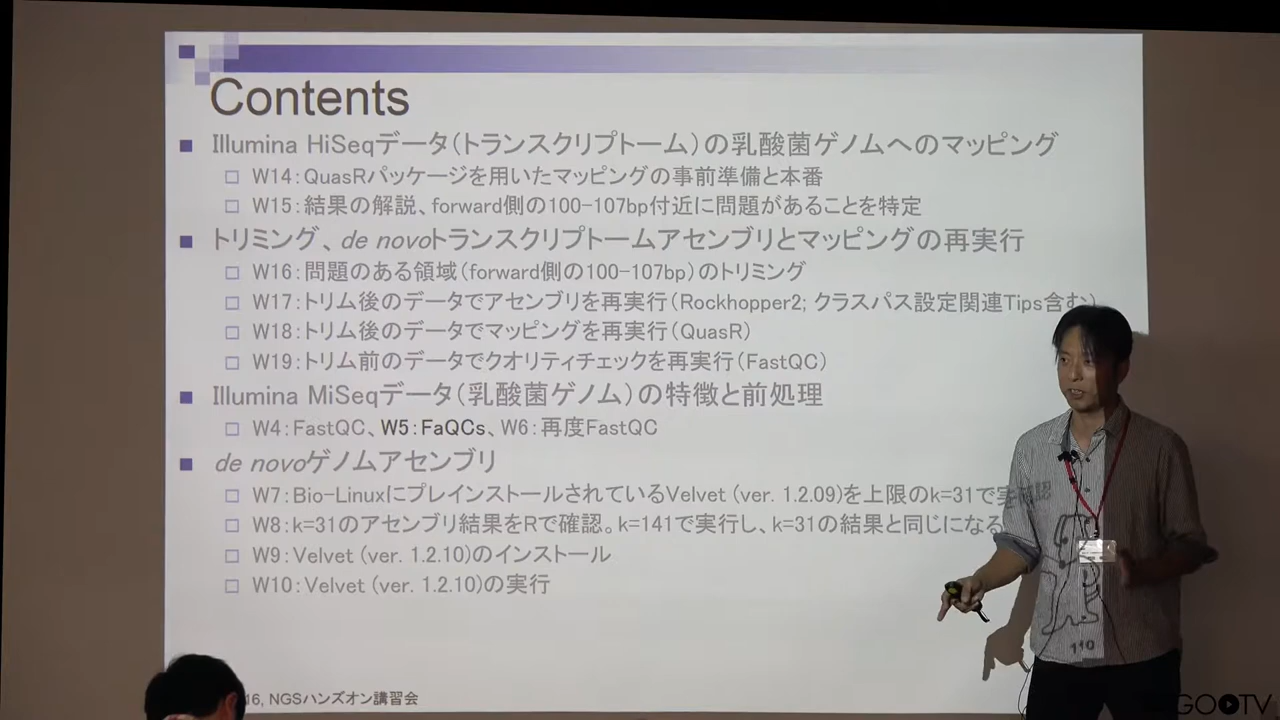 Contents
Illumina HiSeqデータ(トランスクリプトーム)の乳酸菌ゲノムへのマッピング
W14:QuasRパッケージを用いたマッピングの事前準備と本番
W15:結果の解説、forward側の100-107bp付近に問題があることを特定
トリミング、de novoトランスクリプトームアセンブリとマッピングの再実行
W16:問題のある領域(forward側の100-107bp)のトリミング
W17:トリム後のデータでアセンブリを再実行(Rockhopper2; クラスパス設定関連Tips含む)
W18:トリム後のデータでマッピングを再実行(QuasR)
W19:トリム前のデータでクオリティチェックを再実行(FastQC)
Illumina MiSeqデータ(乳酸菌ゲノム)の特徴と前処理
W4:FastQC、W5:FaQCs、W6:再度FastQC
de novoゲノムアセンブリ
W7:Bio-LinuxにプレインストールされているVelvet (ver. 1.2.09)を上限のk=31で実確認
W8:k=31のアセンブリ結果をRで確認。k=141で実行し、k=31の結果と同じになる
W9:Velvet (ver. 1.2.10)のインストール
W10:Velvet (ver. 1.2.10)の実行
16, NGSハンズオン講習会
110
GOTV